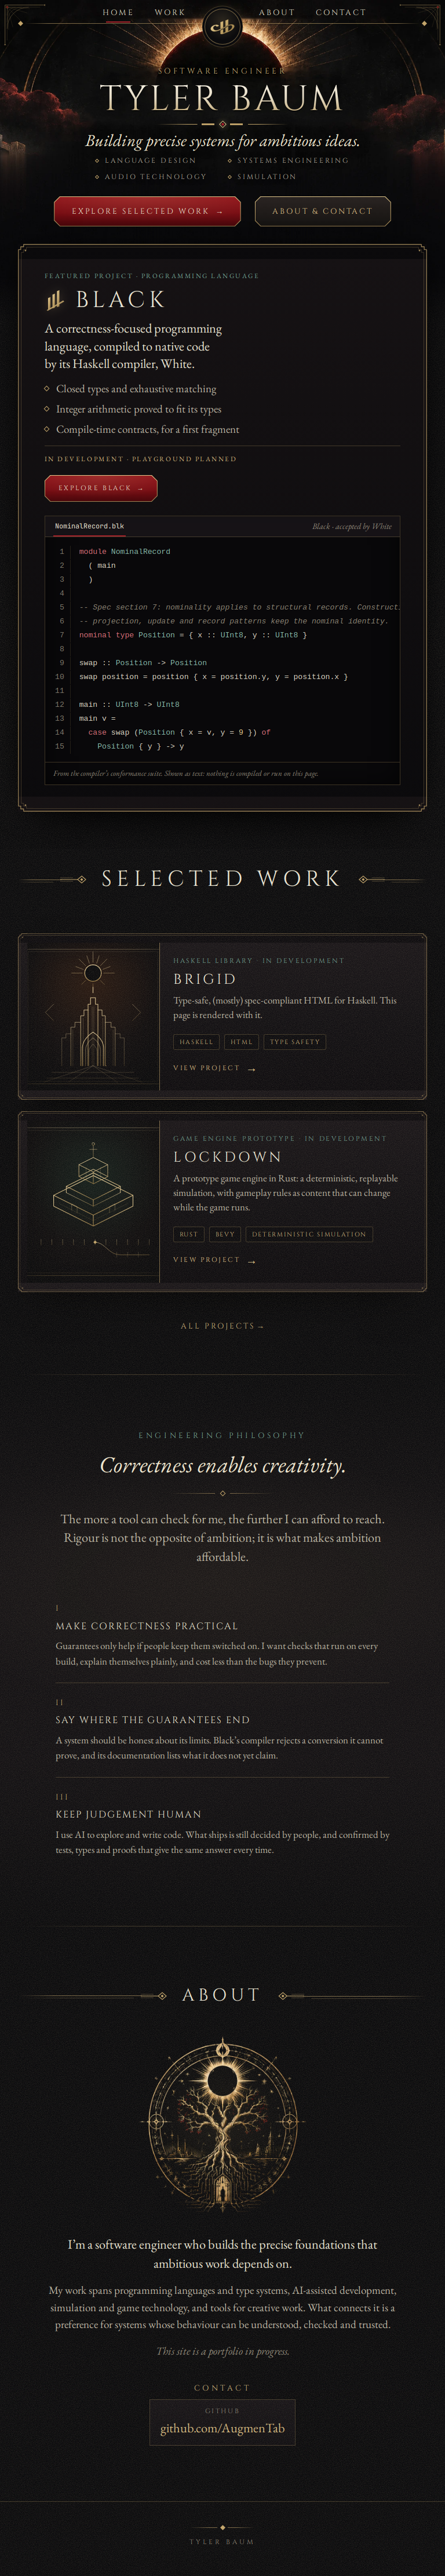 HOME WORK ABOUT CONTACT
SOFTWARE ENGINEER
TYLER BAUM
Building precise systems for ambitious ideas.
LANGUAGE DESIGN SYSTEMS ENGINEERING
AUDIO TECHNOLOGY SIMULATION
EXPLORE SELECTED WORK → ABOUT & CONTACT
FEATURED PROJECT · PROGRAMMING LANGUAGE
BLACK
A correctness-focused programming
language, compiled to native code
by its Haskell compiler, White.
Closed types and exhaustive matching
Integer arithmetic proved to fit its types
Compile-time contracts, for a first fragment
IN DEVELOPMENT · PLAYGROUND PLANNED
EXPLORE BLACK →
NominalRecord.blk Black · accepted by White
1 module NominalRecord
2 ( main
3 )
4
5 -- Spec section 7: nominality applies to structural records. Construct
6 -- projection, update and record patterns keep the nominal identity.
7 nominal type Position = { x :: UInt8, y :: UInt8 }
8
9 swap :: Position -> Position
10 swap position = position { x = position.y, y = position.x }
11
12 main :: UInt8 -> UInt8
13 main v =
14 case swap (Position { x = v, y = 9 }) of
15 Position { y } -> y
From the compiler's conformance suite. Shown as text: nothing is compiled or run on this page.
SELECTED WORK
HASKELL LIBRARY · IN DEVELOPMENT
BRIGID
Type-safe, (mostly) spec-compliant HTML for Haskell. This
page is rendered with it.
HASKELL HTML TYPE SAFETY
VIEW PROJECT →
GAME ENGINE PROTOTYPE · IN DEVELOPMENT
LOCKDOWN
A prototype game engine in Rust: a deterministic, replayable
simulation, with gameplay rules as content that can change
while the game runs.
RUST BEVY DETERMINISTIC SIMULATION
VIEW PROJECT →
ALL PROJECTS →
ENGINEERING PHILOSOPHY
Correctness enables creativity.
The more a tool can check for me, the further I can afford to reach.
Rigour is not the opposite of ambition; it is what makes ambition
affordable.
I
MAKE CORRECTNESS PRACTICAL
Guarantees only help if people keep them switched on. I want checks that run on every
build, explain themselves plainly, and cost less than the bugs they prevent.
II
SAY WHERE THE GUARANTEES END
A system should be honest about its limits. Black's compiler rejects a conversion it cannot
prove, and its documentation lists what it does not yet claim.
III
KEEP JUDGEMENT HUMAN
I use AI to explore and write code. What ships is still decided by people, and confirmed by
tests, types and proofs that give the same answer every time.
ABOUT
I'm a software engineer who builds the precise foundations that
ambitious work depends on.
My work spans programming languages and type systems, AI-assisted development,
simulation and game technology, and tools for creative work. What connects it is a
preference for systems whose behaviour can be understood, checked and trusted.
This site is a portfolio in progress.
CONTACT
GITHUB
github.com/AugmenTab
TYLER BAUM